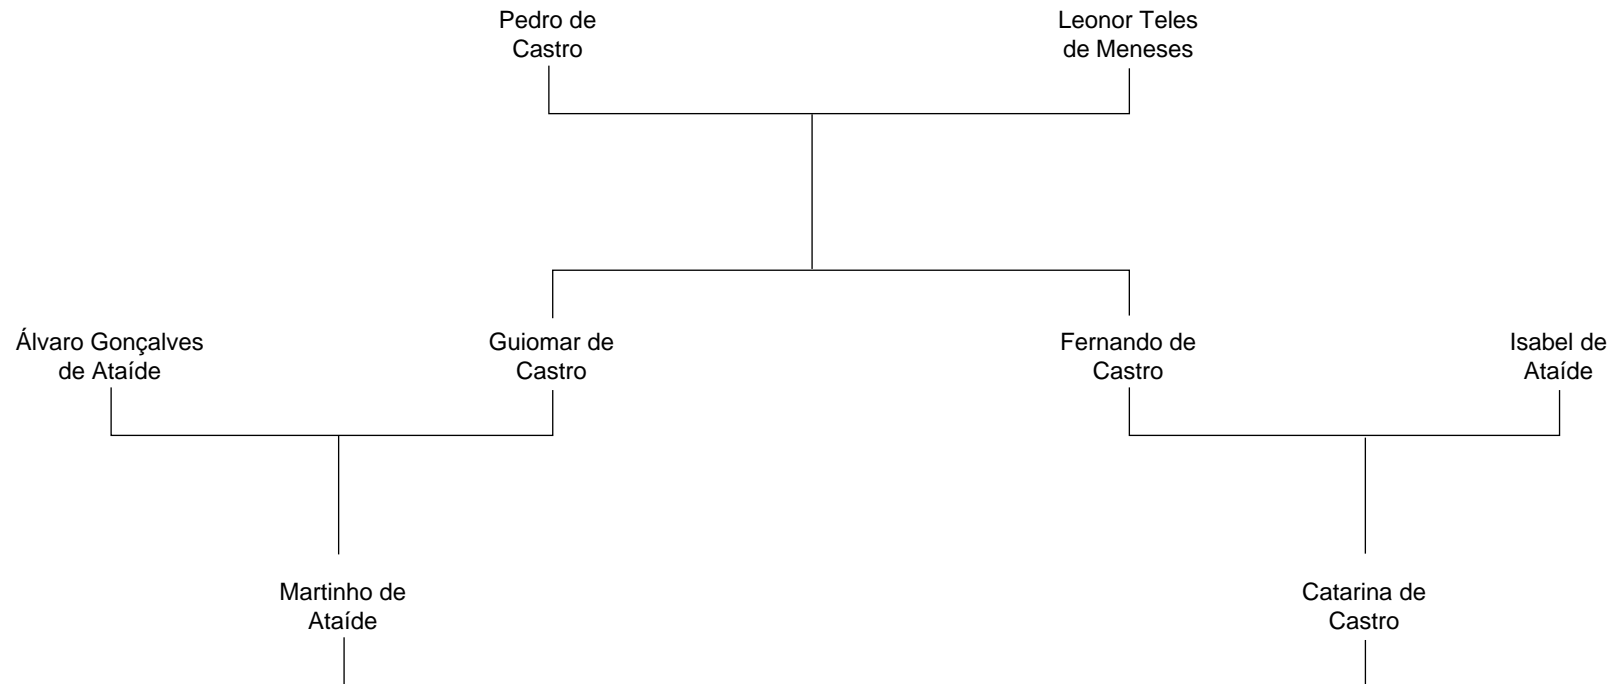 Pedro de
Castro
Leonor Teles
de Meneses
Álvaro Gonçalves
de Ataíde
Guiomar de
Castro
Fernando de
Castro
Isabel de
Ataíde
Martinho de
Ataíde
Catarina de
Castro